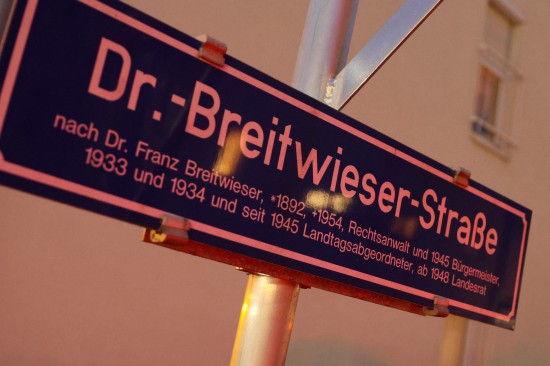 Dr.-Breitwieser-Straße
nach Dr. Franz Breitwieser, *1892, +1954, Rechtsanwalt und 1945 Bürgermeister,
1933 und 1934 und seit 1945 Landtagsabgeordneter, ab 1948 Landesrat